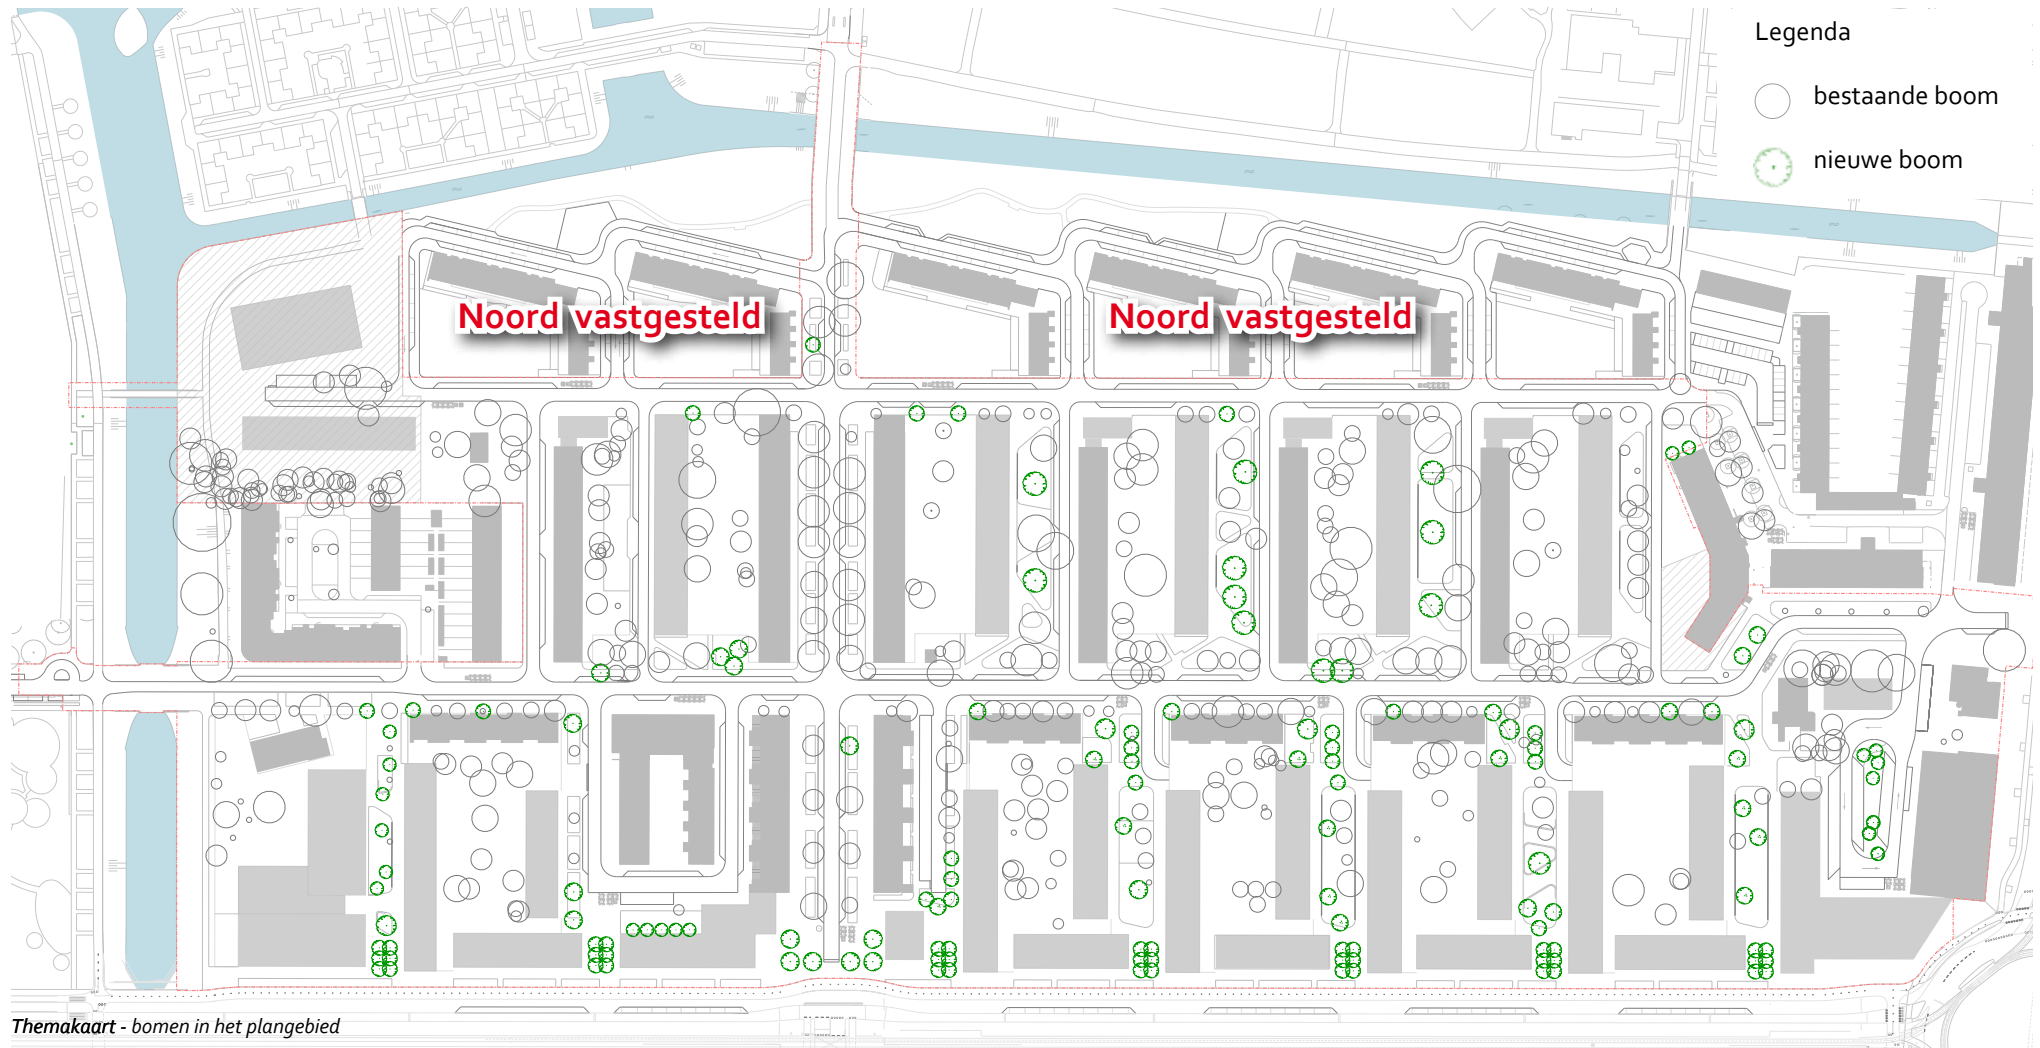 Legenda
bestaande boom
nieuwe boom
Noord vastgesteld
Noord vastgesteld
Themakaart - bomen in het plangebied